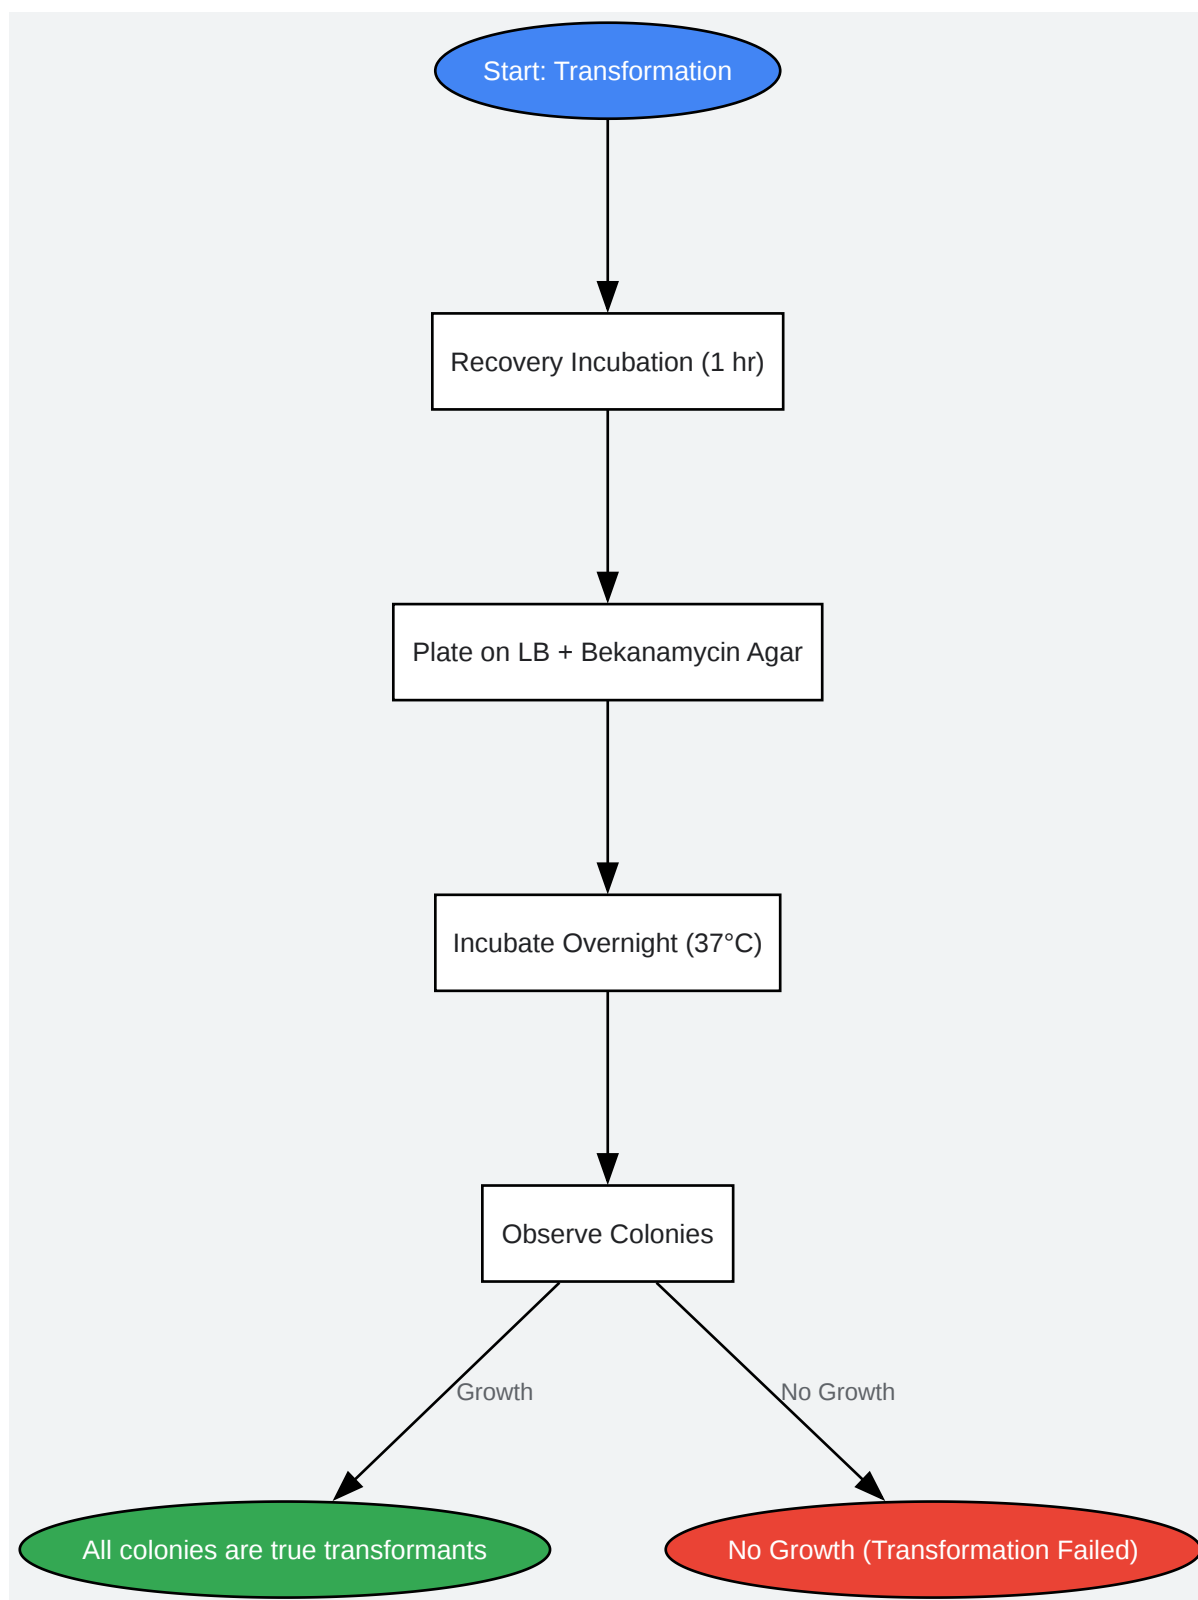 Start: Transformation
Recovery Incubation (1 hr)
Plate on LB + Bekanamycin Agar
Incubate Overnight (37°C)
Observe Colonies
Growth
No Growth
All colonies are true transformants
No Growth (Transformation Failed)